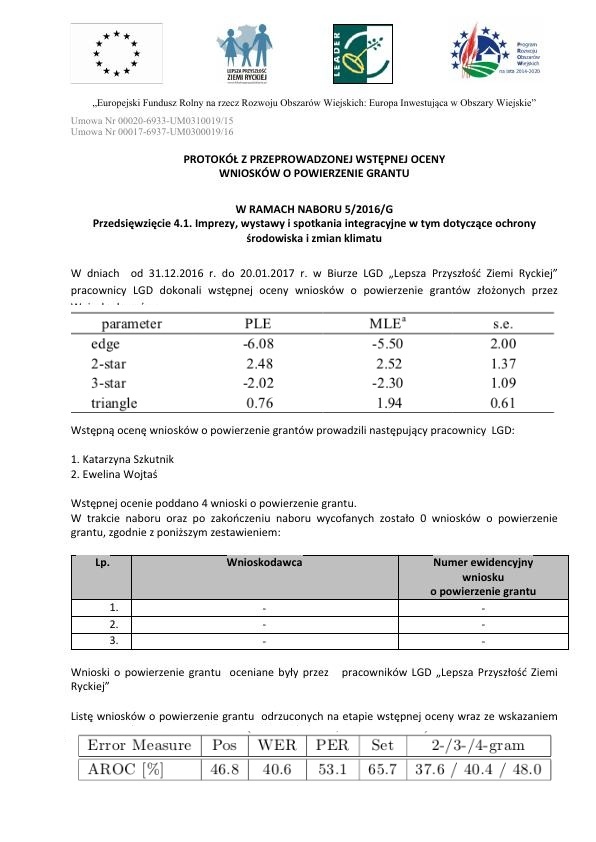 LEADER
LEPSZA PRZYSZŁOŚĆ
ZIEMI RYCKIEJ
Program
Rozwoju
Obszarów
Wiejskich
na lata 2014-2020
„Europejski Fundusz Rolny na rzecz Rozwoju Obszarów Wiejskich: Europa Inwestująca w Obszary Wiejskie”
Umowa Nr 00020-6933-UM0310019/15
Umowa Nr 00017-6937-UM0300019/16
PROTOKÓŁ Z PRZEPROWADZONEJ WSTĘPNEJ OCENY
WNIOSKÓW O POWIERZENIE GRANTU
W RAMACH NABORU 5/2016/G
Przedsięwzięcie 4.1. Imprezy, wystawy i spotkania integracyjne w tym dotyczące ochrony
środowiska i zmian klimatu
W dniach od 31.12.2016 r. do 20.01.2017 r. w Biurze LGD „Lepsza Przyszłość Ziemi Ryckiej”
pracownicy LGD dokonali wstępnej oceny wniosków o powierzenie grantów złożonych przez
parameter PLE MLEª s.e.
edge -6.08 -5.50 2.00
2-star 2.48 2.52 1.37
3-star -2.02 -2.30 1.09
triangle 0.76 1.94 0.61
Wstępną ocenę wniosków o powierzenie grantów prowadzili następujący pracownicy LGD:
1. Katarzyna Szkutnik
2. Ewelina Wojtaś
Wstępnej ocenie poddano 4 wnioski o powierzenie grantu.
W trakcie naboru oraz po zakończeniu naboru wycofanych zostało 0 wniosków o powierzenie
grantu, zgodnie z poniższym zestawieniem:
Lp. Wnioskodawca Numer ewidencyjny
wniosku
o powierzenie grantu
1. - -
2. - -
3. - -
Wnioski o powierzenie grantu oceniane były przez pracowników LGD „Lepsza Przyszłość Ziemi
Ryckiej”
Listę wniosków o powierzenie grantu odrzuconych na etapie wstępnej oceny wraz ze wskazaniem
Error Measure Pos WER PER Set 2-/3-/4-gram
AROC [%] 46.8 40.6 53.1 65.7 37.6 / 40.4 / 48.0